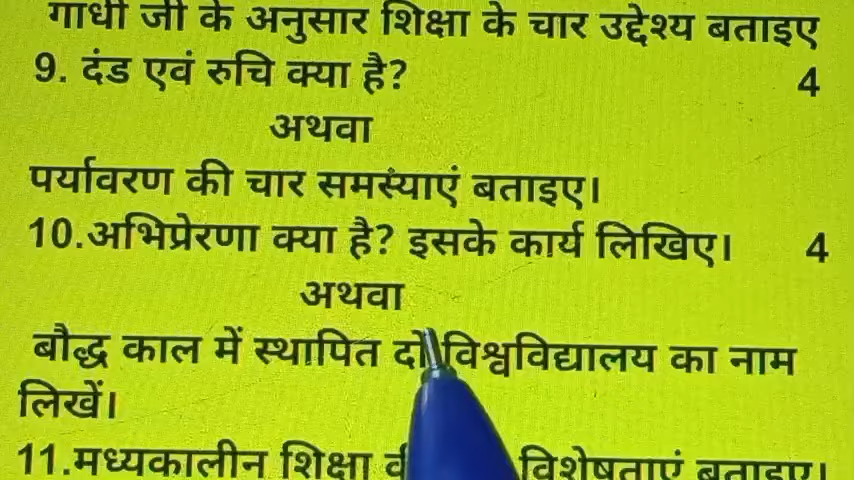 गाधी जी के अनुसार शिक्षा के चार उद्देश्य बताइए
9. दंड एवं रुचि क्या है? 4
अथवा
पर्यावरण की चार समस्याएं बताइए।
10.अभिप्रेरणा क्या है? इसके कार्य लिखिए। 4
अथवा
बौद्ध काल में स्थापित दो विश्वविद्यालय का नाम
लिखें।
11.मध्यकालीन शिक्षा विशेषताएं बताइए।